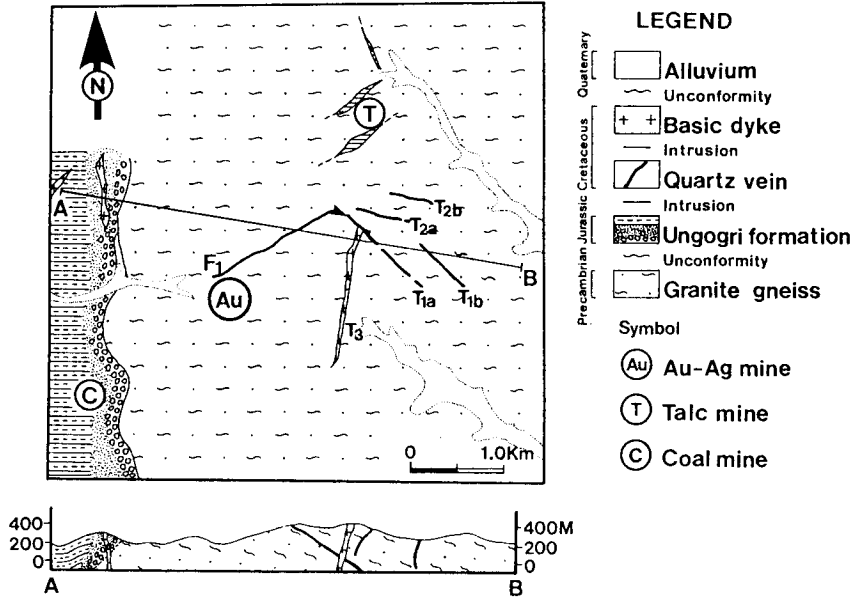 N
A
B
F1
Au
T
T2b
T2a
T1a
T1b
T3
C
0 1.0Km
LEGEND
Quaternary
Alluvium
Unconformity
Cretaceous
Basic dyke
Intrusion
Quartz vein
Intrusion
Jurassic
Ungogri formation
Unconformity
Precambrian
Granite gneiss
Symbol
Au Au-Ag mine
T Talc mine
C Coal mine
400 400M
200 200
0 0
A B